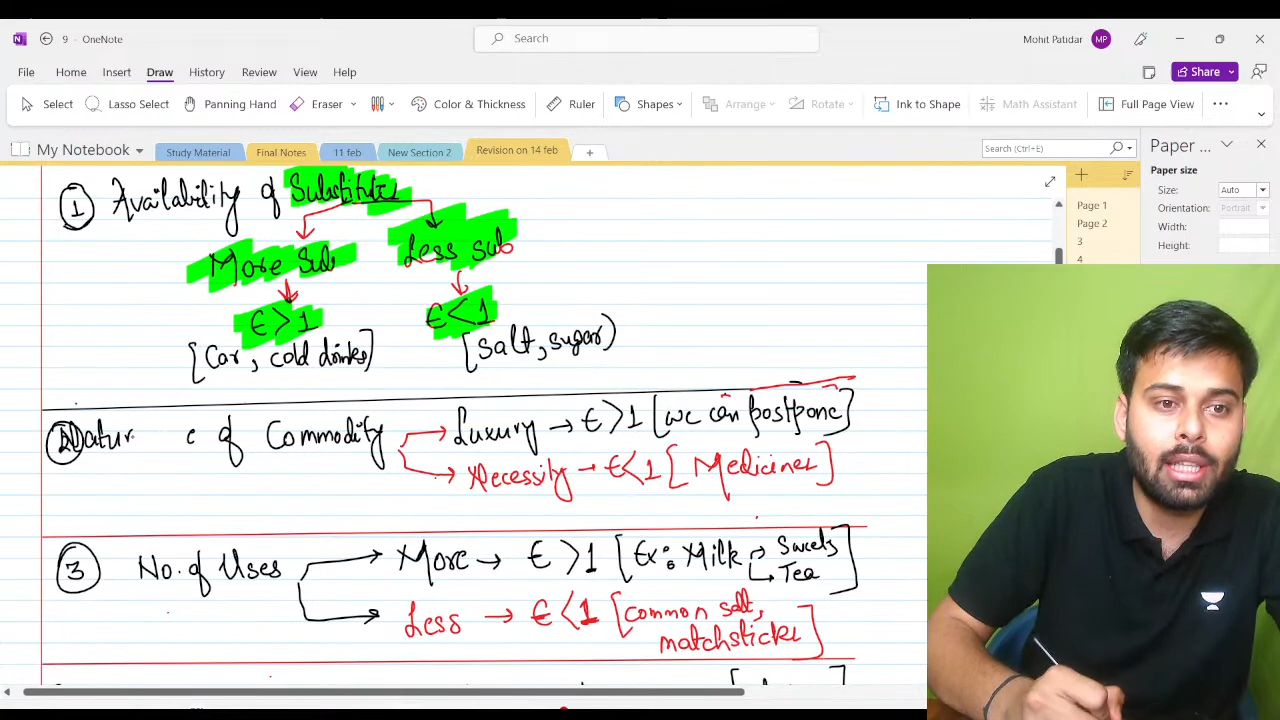 9 - OneNote
Search
Mohit Patidar MP
File Home Insert Draw History Review View Help
Share
Select Lasso Select Panning Hand Eraser Color & Thickness Ruler Shapes Arrange Rotate Ink to Shape Math Assistant Full Page View
My Notebook
Study Material Final Notes 11 feb New Section 2 Revision on 14 feb
Search (Ctrl+E)
Paper ...
Paper size
Size: Auto
Orientation: Portrait
Width:
Height:
Page 1
Page 2
3
4
① Availability of Substitutes
More Sub Less Sub
E > 1 E < 1
[Car, cold drinks] [salt, sugar)
② Natur e of Commodity Luxury → E > 1 [we can postpone]
Necessity → E < 1 [Medicines]
③ No. of Uses More → E > 1 [Ex: Milk Sweets Tea]
Less → E < 1 [common salt,
matchsticks]